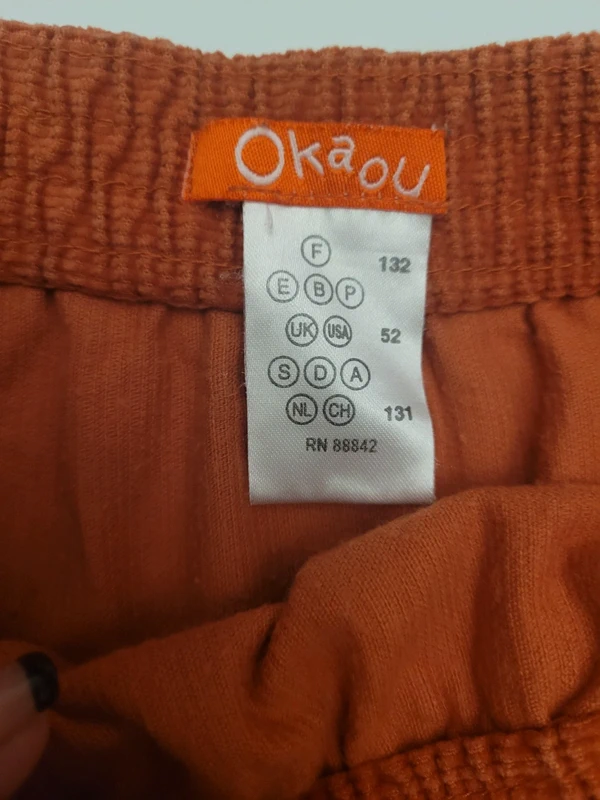 Okaou
F 132
E B P
UK USA 52
S D A
NL CH 131
RN 88842